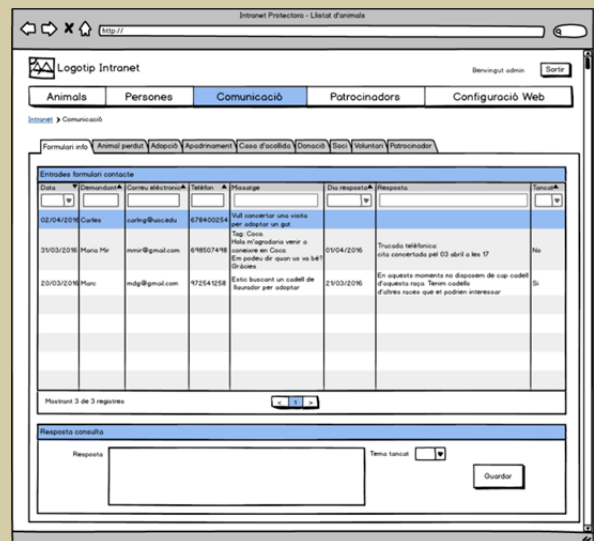 Intranet Protectora - Llistat d'animals
http://
Logotip Intranet
Benvingut admin
Sortir
Animals Persones Comunicació Patrocinadors Configuració Web
Intranet > Comunicació
Formulari info Animal perdut Adopció Apadrinament Casa d'acollida Donació Soci Voluntari Patrocinador
Entrades formulari contacte
Data Demandant Correu elèctronic Telèfon Missatge Dia resposta Resposta Tancat
02/04/2016 Carles carlng@uoc.edu 678400254 Vull concertar una visita
per adoptar un gat
31/03/2016 Maria Mir mmir@gmail.com 698507498 Tag: Coca.
Hola m'agradaria venir a
coneixre en Coca.
Em podeu dir quan us va bé?
Gràcies
01/04/2016 Trucada telèfonica:
cita concertada pel 03 abril a les 17
No
20/03/2016 Marc mdg@gmail.com 972541258 Estic buscant un cadell de
llaurador per adoptar
21/03/2016 En aquests moments no disposem de cap cadell
d'aquesta raça. Tenim cadells
d'altres races que et podrien interessar
Si
Mostrant 3 de 3 registres
< 1 >
Resposta consulta
Resposta
Tema tancat
Guardar